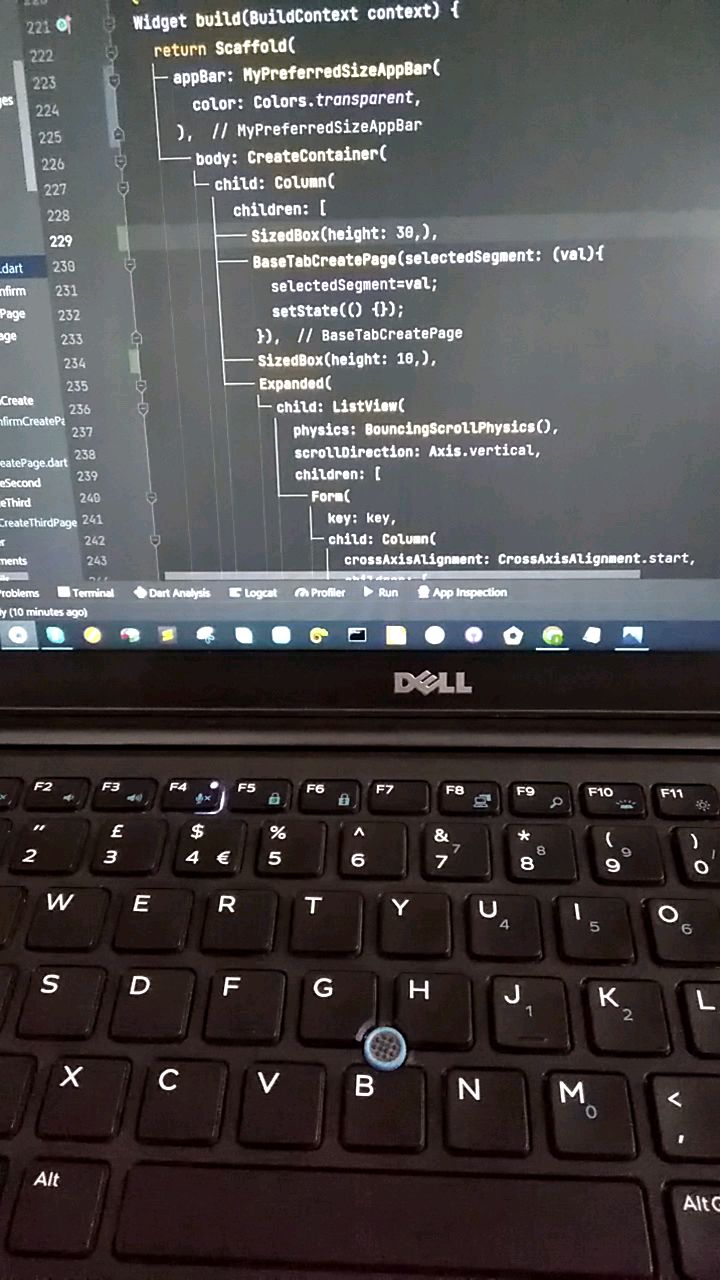 221 Widget build(BuildContext context) {
222 return Scaffold(
223 appBar: MyPreferredSizeAppBar(
224 color: Colors.transparent,
225 ), // MyPreferredSizeAppBar
226 body: CreateContainer(
227 child: Column(
228 children: [
229 SizedBox(height: 30,),
230 BaseTabCreatePage(selectedSegment: (val){
231 selectedSegment=val;
232 setState(() {});
233 }), // BaseTabCreatePage
234 SizedBox(height: 10,),
235 Expanded(
236 child: ListView(
237 physics: BouncingScrollPhysics(),
238 scrollDirection: Axis.vertical,
239 children: [
240 Form(
241 key: key,
242 child: Column(
243 crossAxisAlignment: CrossAxisAlignment.start,
ges
.dart
nfirm
Page
age
Create
nfirmCreatePa
eatePage.dart
eSecond
eThird
CreateThirdPage
r
ments
roblems Terminal Dart Analysis Logcat Profiler Run App Inspection
ly (10 minutes ago)
DELL
F2 F3 F4 F5 F6 F7 F8 F9 F10 F11
" £ $ % ^ & * ( )
2 3 4 € 5 6 7 7 8 8 9 9 0 /
W E R T Y U 4 I 5 O 6
S D F G H J 1 K 2 L
X C V B N M 0 < ,
Alt Alt G